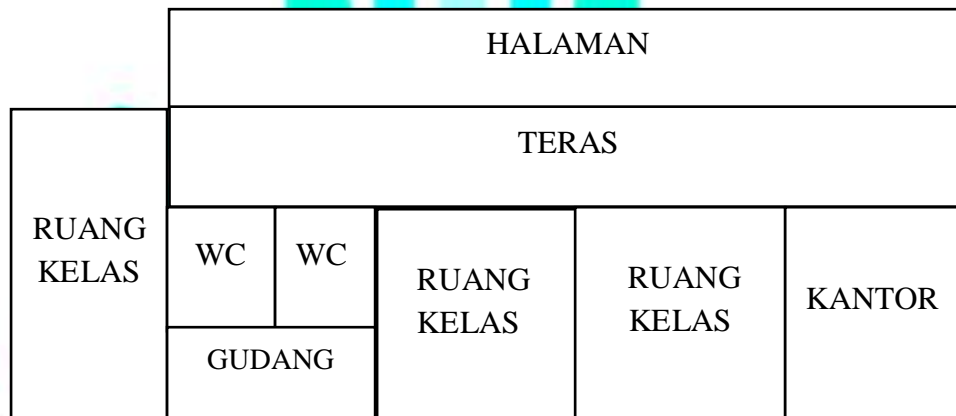 HALAMAN
TERAS
RUANG
KELAS
WC
WC
GUDANG
RUANG
KELAS
RUANG
KELAS
KANTOR